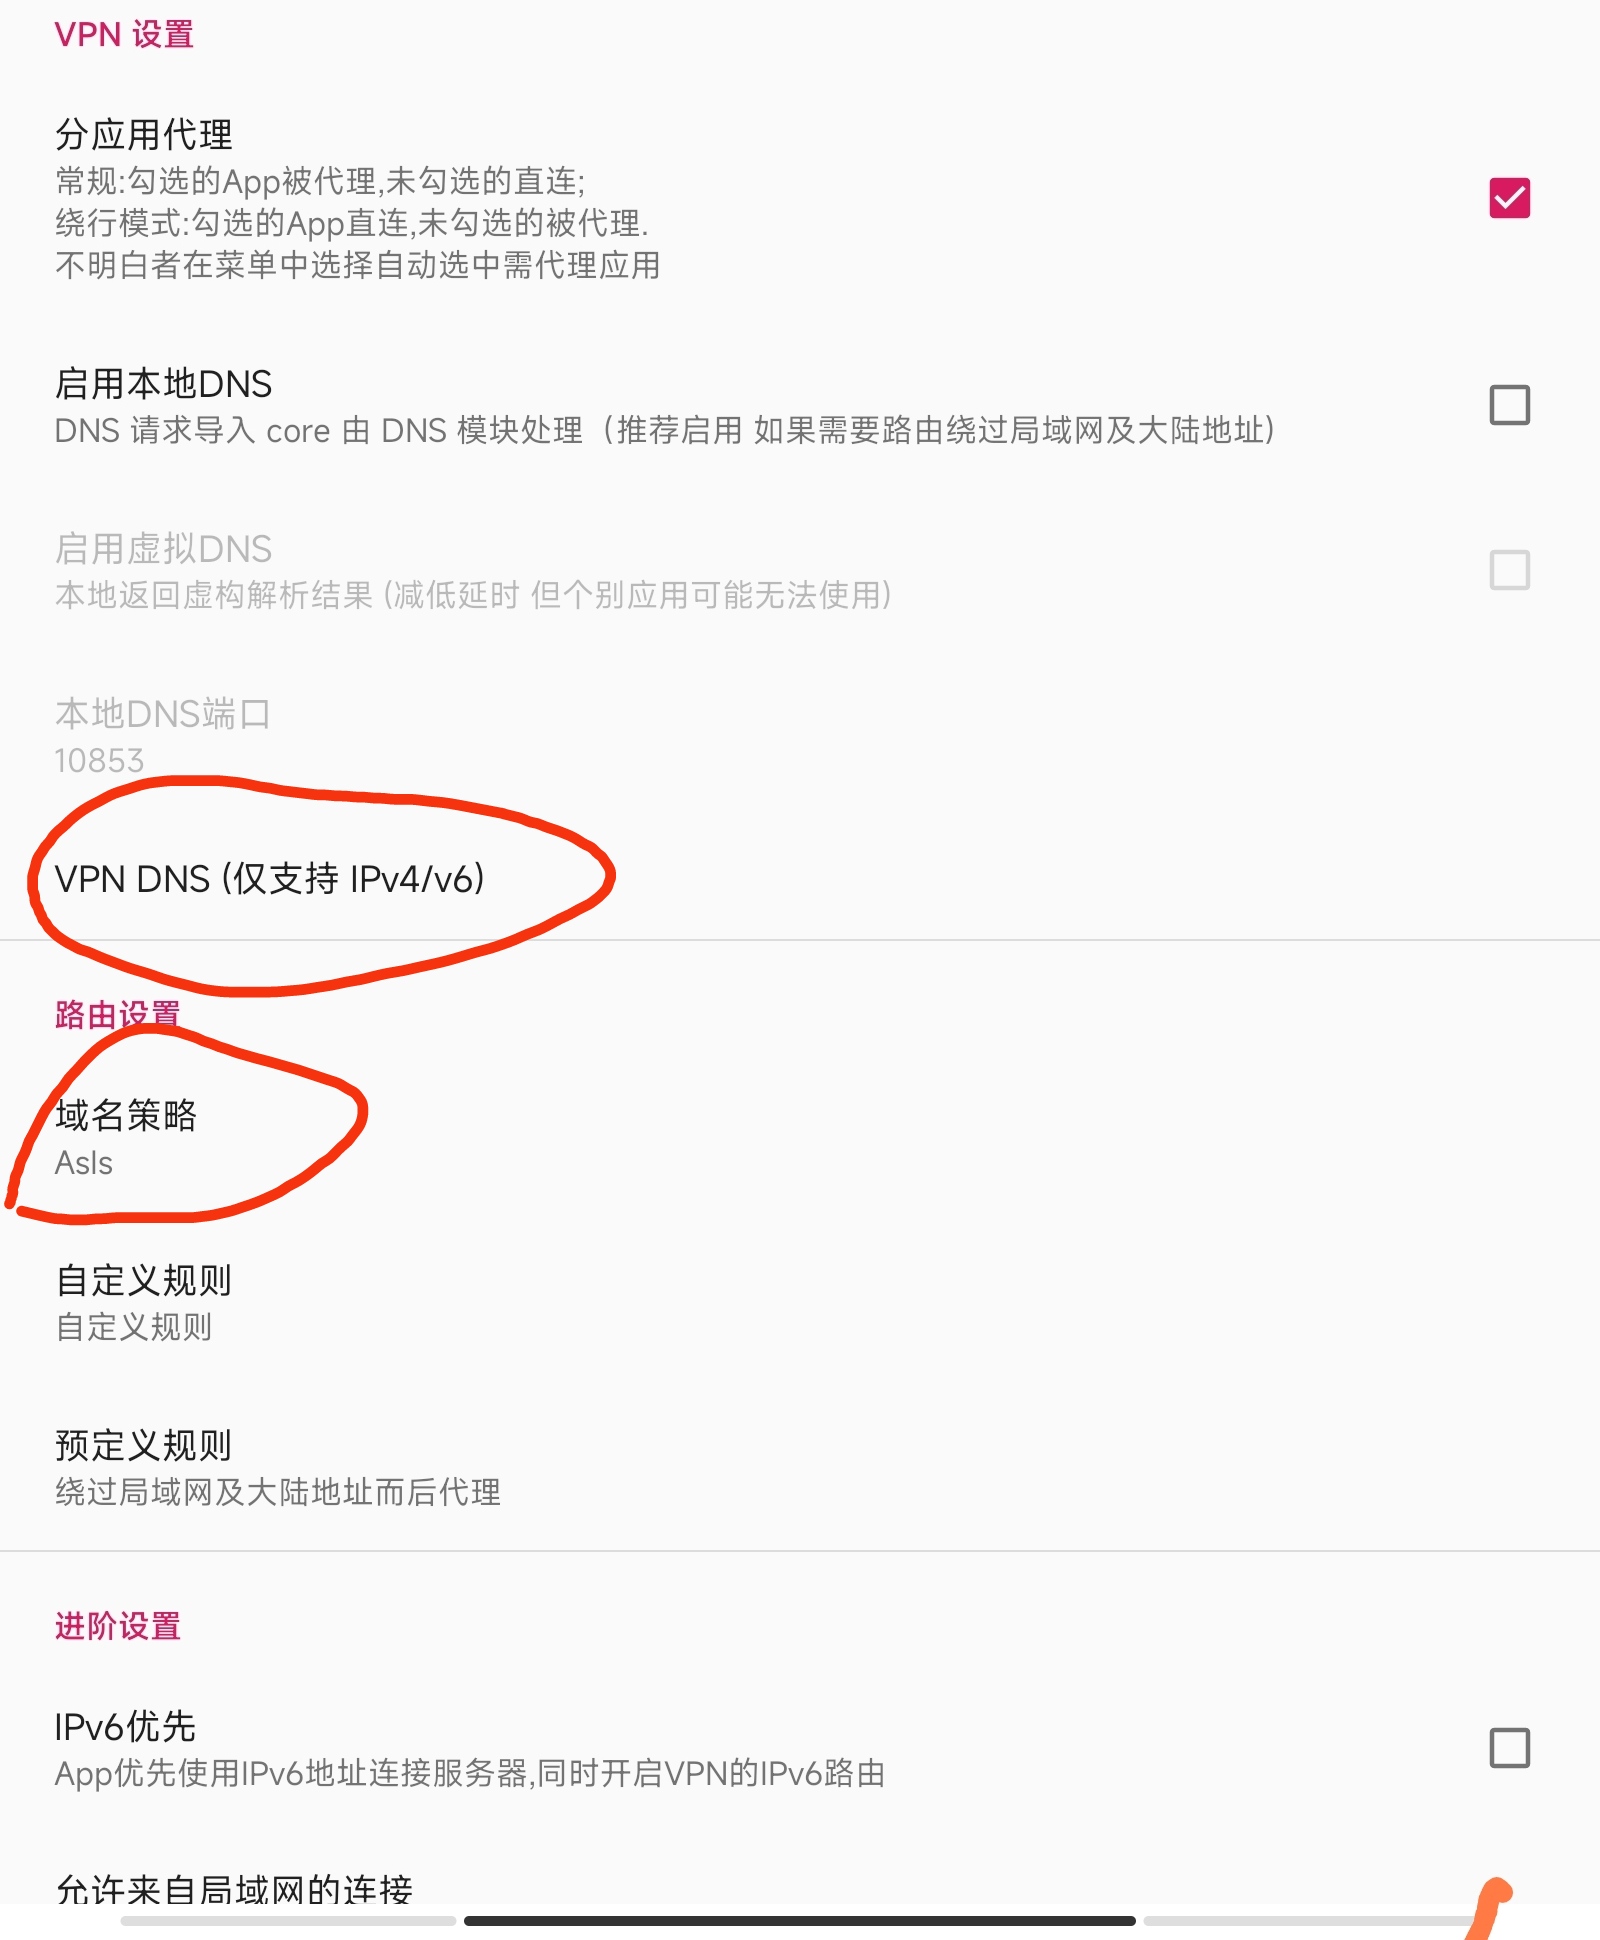 VPN 设置
分应用代理
常规:勾选的App被代理,未勾选的直连;
绕行模式:勾选的App直连,未勾选的被代理.
不明白者在菜单中选择自动选中需代理应用
启用本地DNS
DNS 请求导入 core 由 DNS 模块处理（推荐启用 如果需要路由绕过局域网及大陆地址)
启用虚拟DNS
本地返回虚构解析结果 (减低延时 但个别应用可能无法使用)
本地DNS端口
10853
VPN DNS (仅支持 IPv4/v6)
路由设置
域名策略
AsIs
自定义规则
自定义规则
预定义规则
绕过局域网及大陆地址而后代理
进阶设置
IPv6优先
App优先使用IPv6地址连接服务器,同时开启VPN的IPv6路由
允许来自局域网的连接